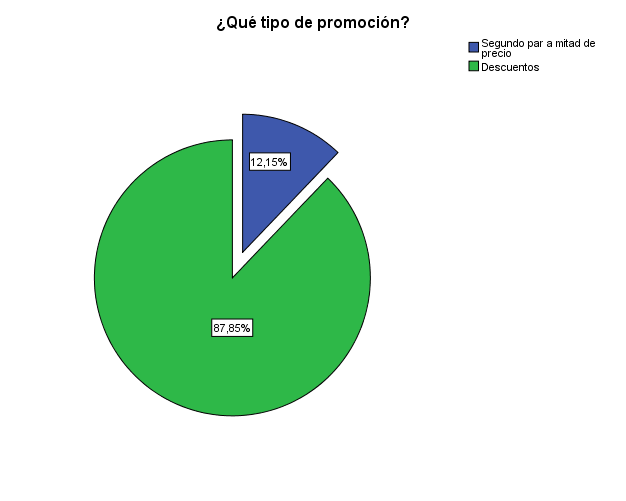 ¿Qué tipo de promoción?
Segundo par a mitad de
precio
Descuentos
12,15%
87,85%